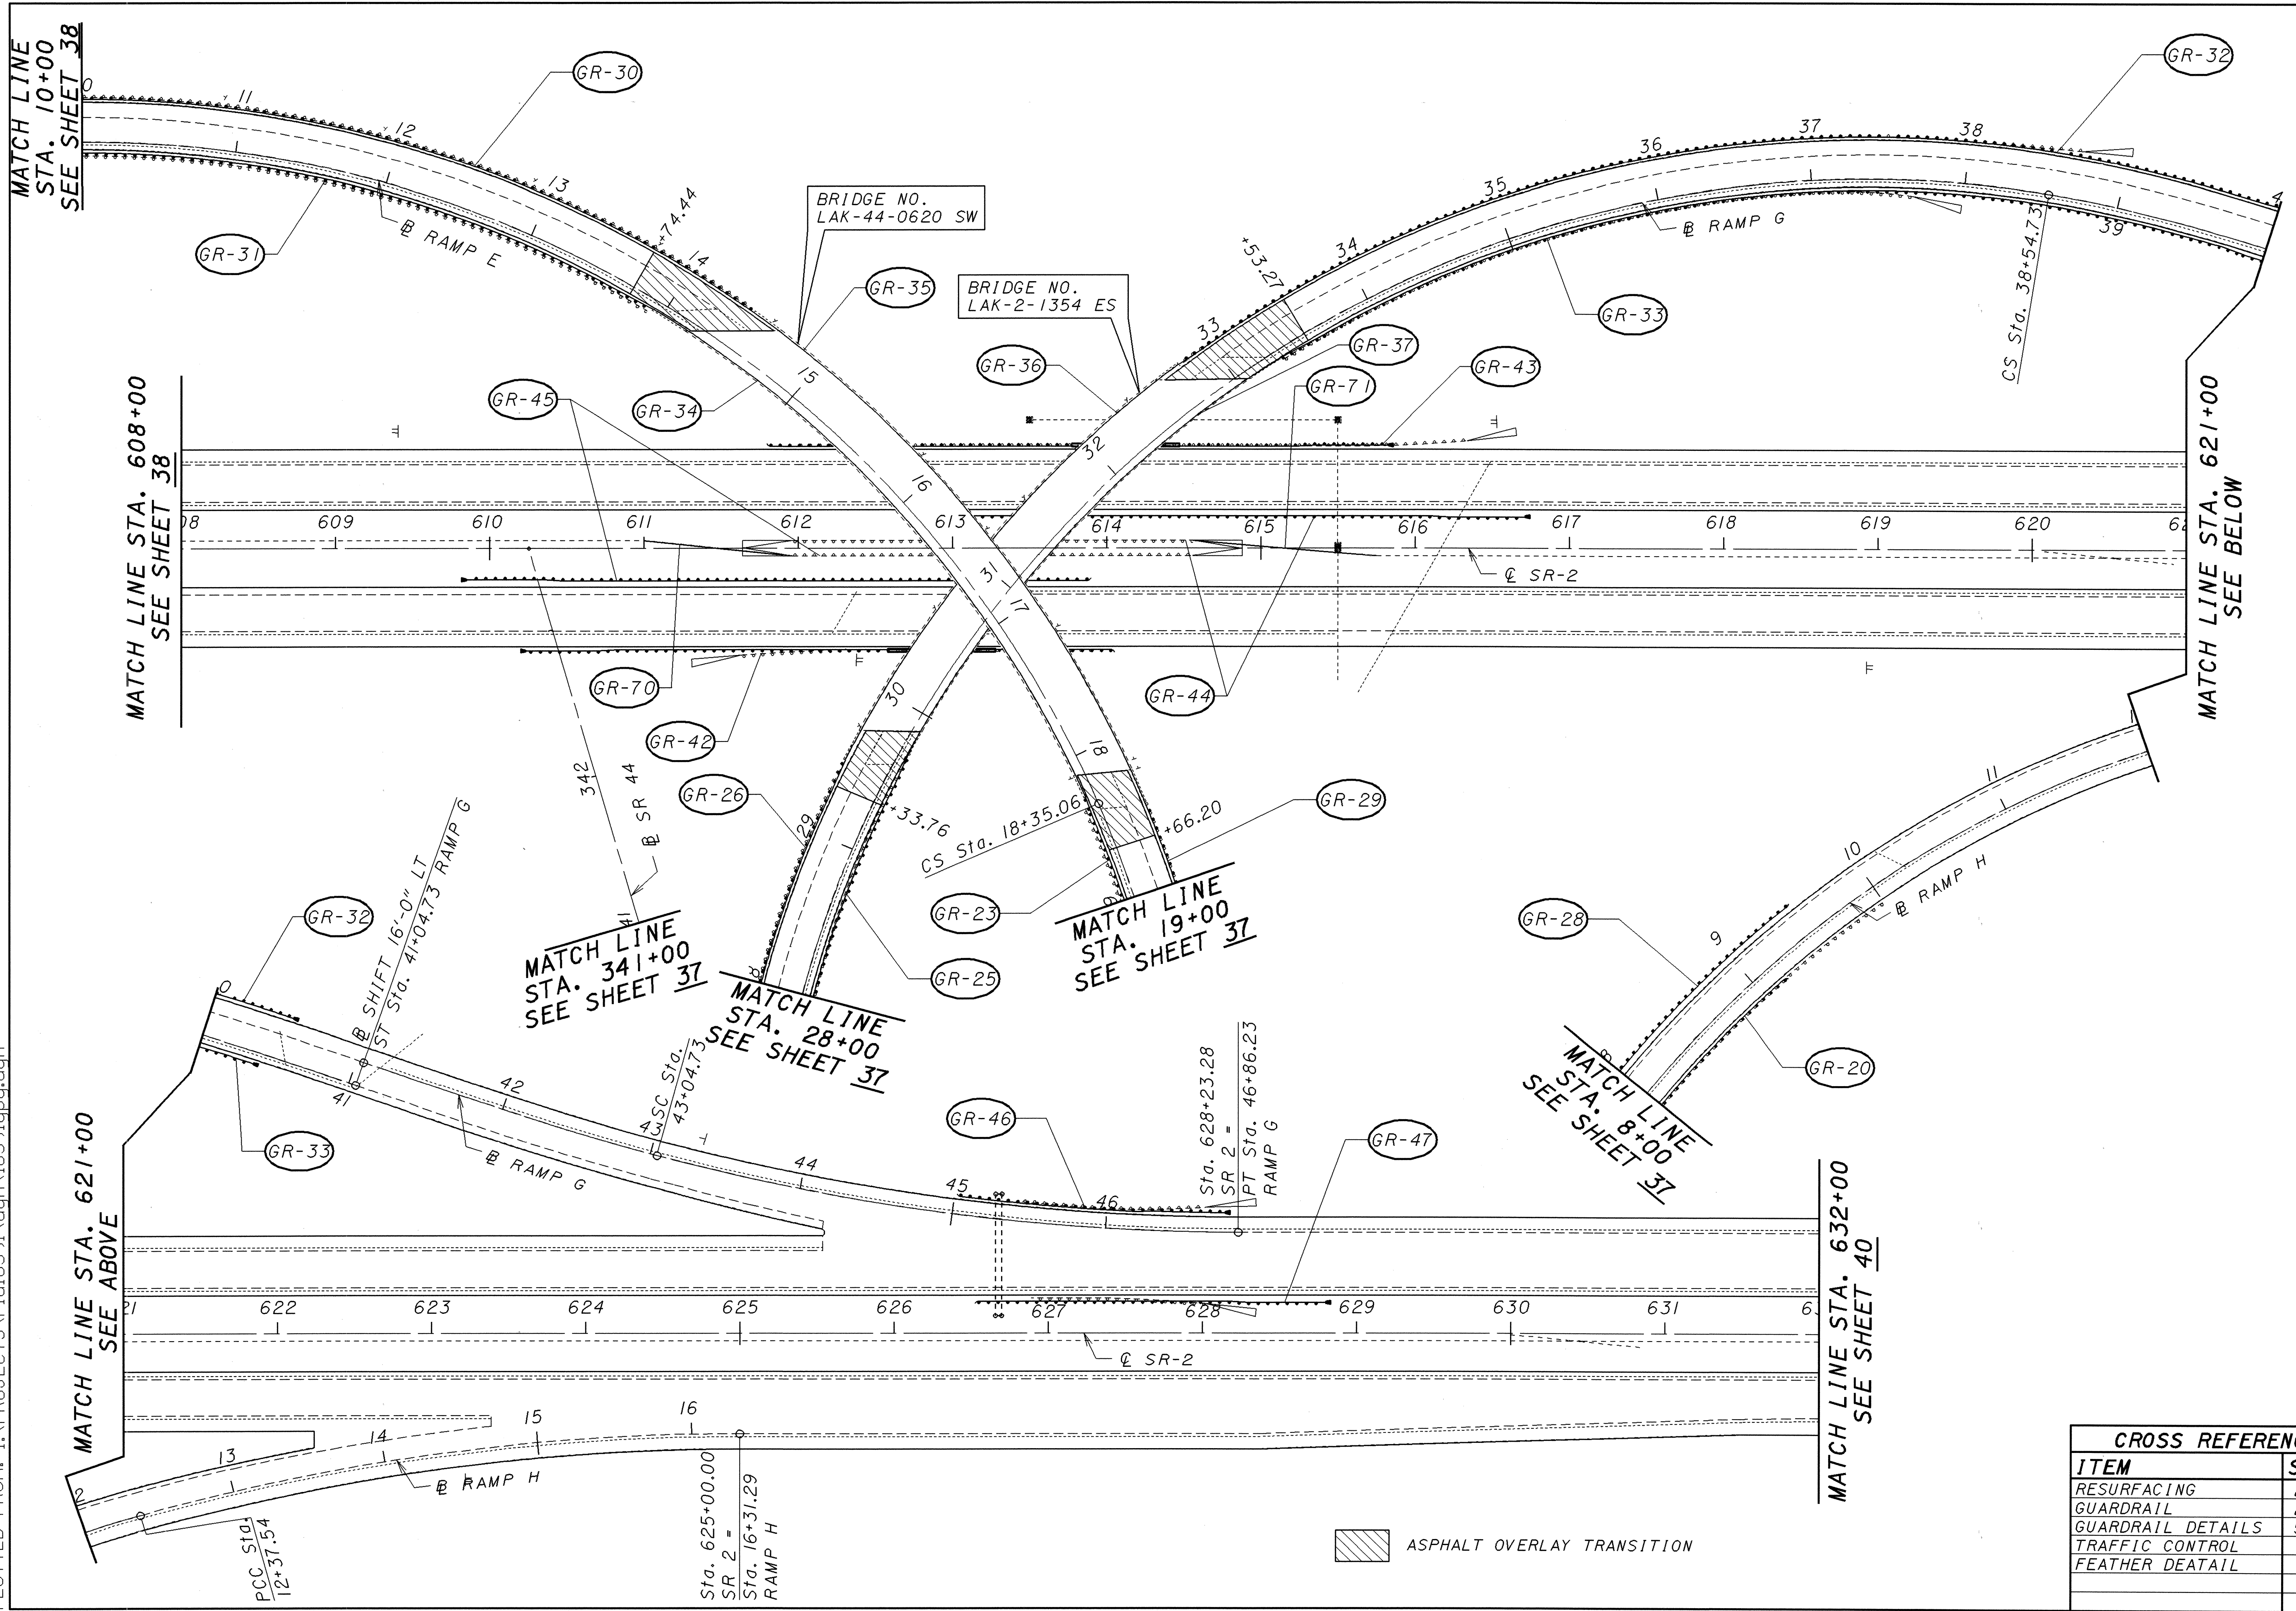 MATCH LINE
STA. 10+00
SEE SHEET 38
0
11
12
13
+74.44
14
15
16
17
18
GR-30
GR-31
℄ RAMP E
BRIDGE NO.
LAK-44-0620 SW
GR-35
BRIDGE NO.
LAK-2-1354 ES
GR-36
GR-34
GR-45
+53.27
33
34
35
36
37
38
39
4
GR-32
℄ RAMP G
GR-33
GR-37
GR-71
GR-43
CS Sta. 38+54.73
MATCH LINE STA. 608+00
SEE SHEET 38
08
609
610
611
612
613
614
615
616
617
618
619
620
62
32
31
30
29
℄ SR-2
MATCH LINE STA. 621+00
SEE BELOW
GR-70
GR-42
GR-44
342
℄ SR 44
41
GR-26
+33.76
CS Sta. 18+35.06
+66.20
GR-29
GR-23
GR-25
MATCH LINE
STA. 341+00
SEE SHEET 37
MATCH LINE
STA. 28+00
SEE SHEET 37
MATCH LINE
STA. 19+00
SEE SHEET 37
1
11
10
9
8
℄ RAMP H
GR-28
GR-20
MATCH LINE
STA. 8+00
SEE SHEET 37
GR-32
0
℄ SHIFT 16'-0" LT
ST Sta. 41+04.73 RAMP G
41
42
43
44
45
46
SC Sta.
43+04.73
GR-33
℄ RAMP G
GR-46
Sta. 628+23.28
SR 2 =
PT Sta. 46+86.23
RAMP G
GR-47
MATCH LINE STA. 621+00
SEE ABOVE
21
622
623
624
625
626
627
628
629
630
631
63
℄ SR-2
MATCH LINE STA. 632+00
SEE SHEET 40
2
13
14
15
16
℄ RAMP H
PCC Sta.
12+37.54
Sta. 625+00.00
SR 2 =
Sta. 16+31.29
RAMP H
ASPHALT OVERLAY TRANSITION
CROSS REFEREN
ITEM
RESURFACING
GUARDRAIL
GUARDRAIL DETAILS
TRAFFIC CONTROL
FEATHER DEATAIL